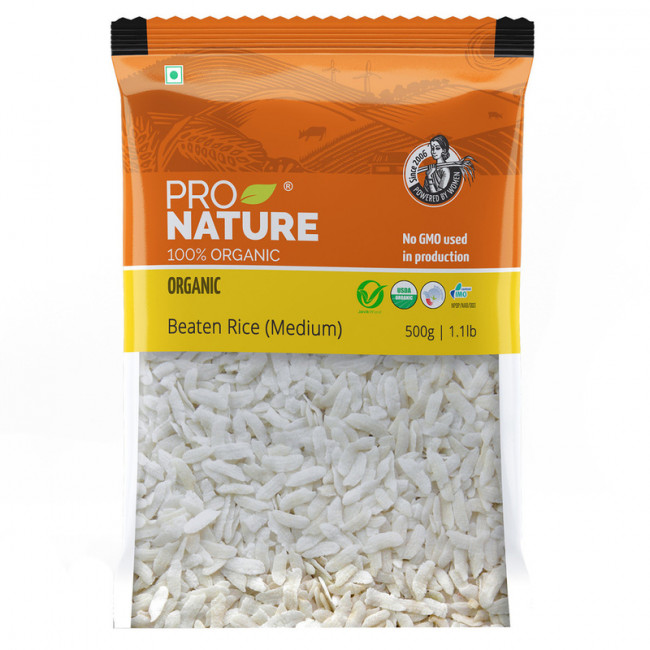 Since 2006
POWERED BY WOMEN
PRO
®
NATURE
100% ORGANIC
No GMO used
in production
ORGANIC
USDA
ORGANIC
IMO
Beaten Rice (Medium)
500g | 1.1lb